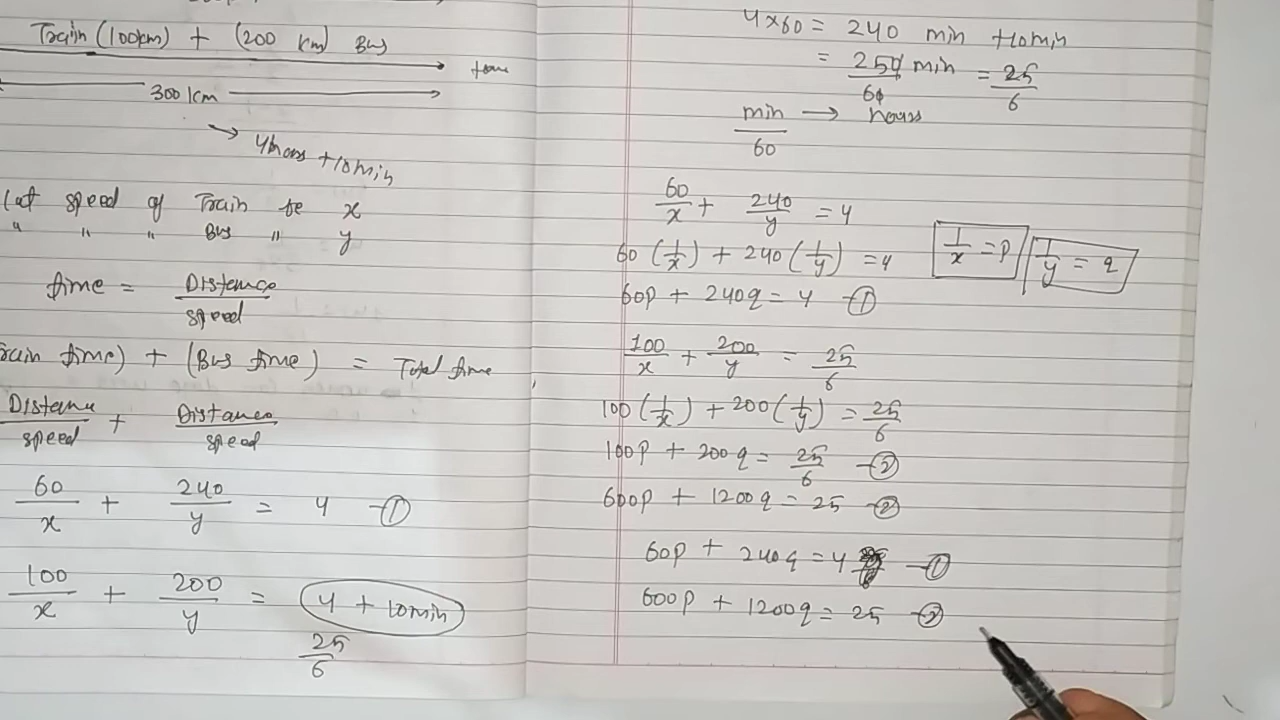 Train (100km) + (200 km) Bus
300 km
4hours + 10min
Let speed of Train be x
" " " Bus " y
time = Distance / speed
Train time) + (Bus time) = Total time
Distance / speed + Distance / speed
60/x + 240/y = 4 -①
100/x + 200/y = 4 + 10min
25/6
4×60 = 240 min +10min
= 250/60 min = 25/6
min/60 → hours
60/x + 240/y = 4
60 (1/x) + 240 (1/y) = 4
1/x = p
1/y = q
60p + 240q = 4 -①
100/x + 200/y = 25/6
100 (1/x) + 200 (1/y) = 25/6
100p + 200q = 25/6 -②
600p + 1200q = 25 -②
60p + 240q = 4 -①
600p + 1200q = 25 -②